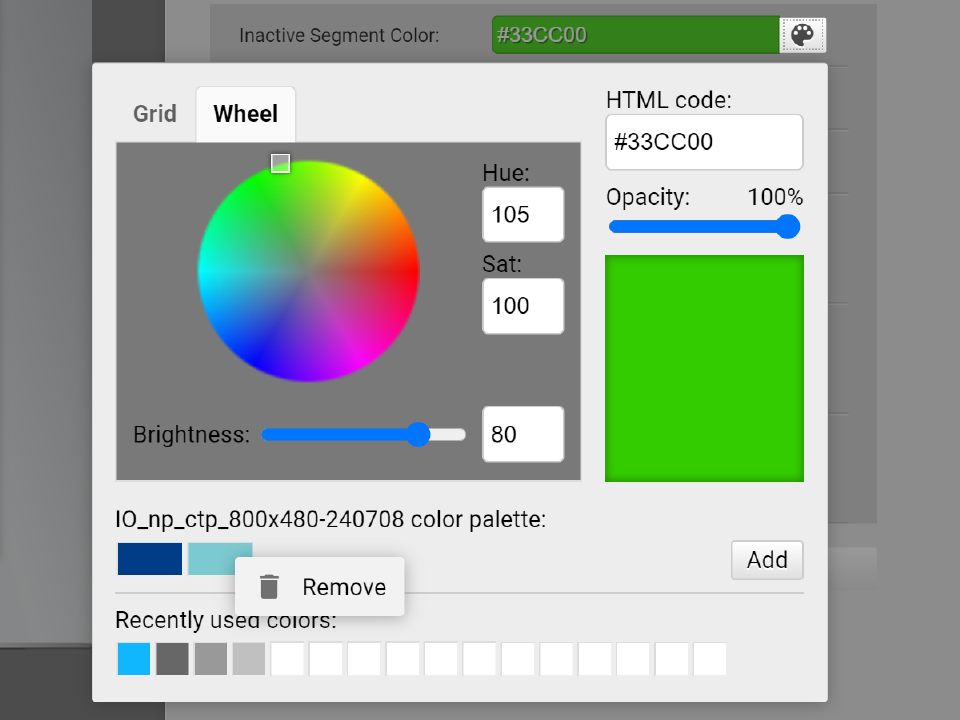 Inactive Segment Color:
#33CC00
Grid
Wheel
HTML code:
#33CC00
Hue:
105
Opacity:
100%
Sat:
100
Brightness:
80
IO_np_ctp_800x480-240708 color palette:
Add
Remove
Recently used colors: